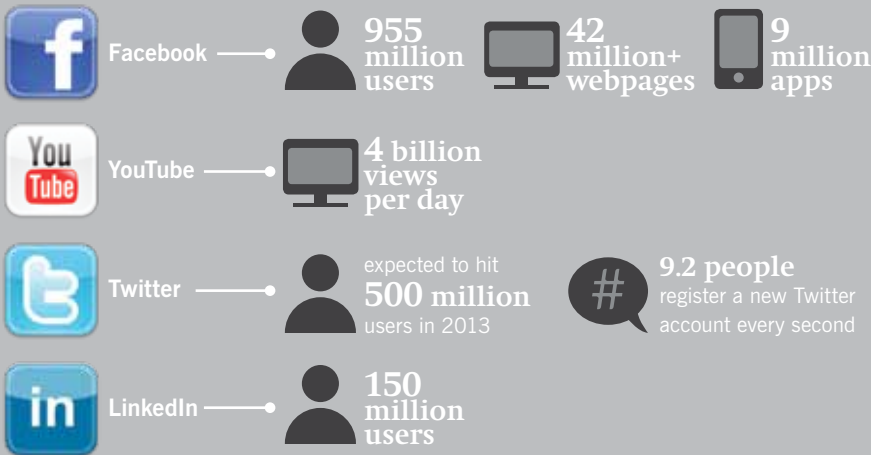 f
Facebook
955
million
users
42
million+
webpages
9
million
apps
You
Tube
YouTube
4 billion
views
per day
t
Twitter
expected to hit
500 million
users in 2013
#
9.2 people
register a new Twitter
account every second
in
LinkedIn
150
million
users